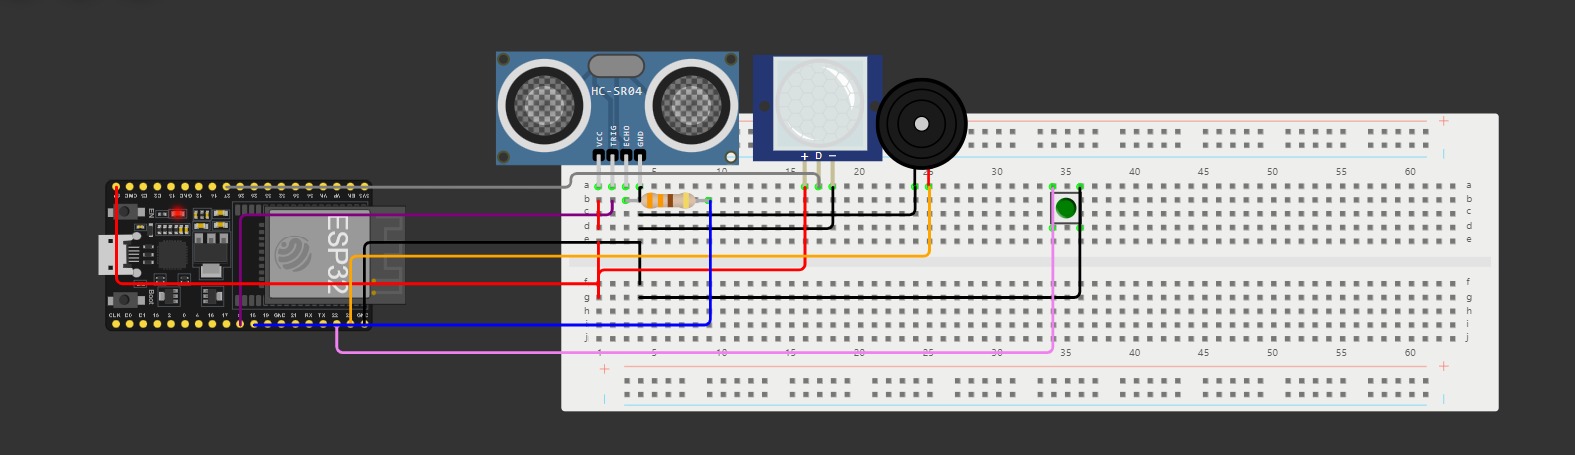 HC-SR04
VCC TRIG ECHO GND
+ D −
5 10 15 20 25 30 35 40 45 50 55 60
a a
b b
c c
d d
e e
f f
g g
h h
i i
j j
1 5 10 15 20 25 30 35 40 45 50 55 60
EN
ESP32
Boot
CLK D0 D1 15 2 0 4 16 17 5 18 19 GND 21 RX TX 22 23 GND